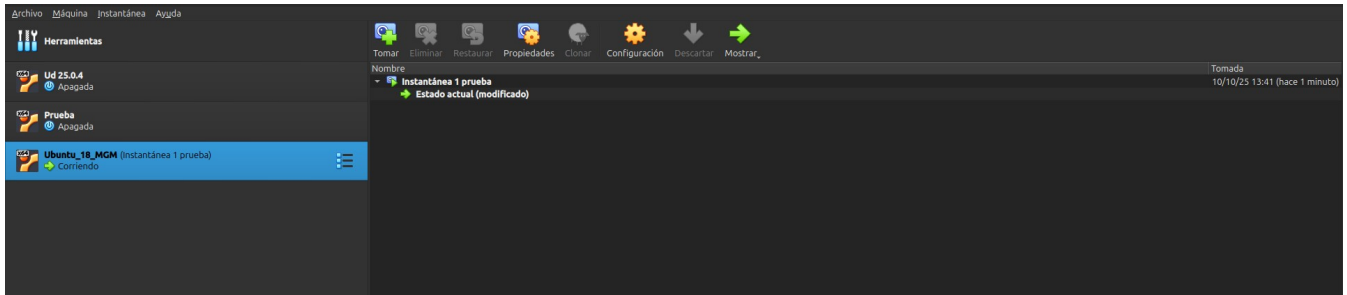 Archivo Máquina Instantánea Ayuda
Herramientas
Tomar Eliminar Restaurar Propiedades Clonar Configuración Descartar Mostrar
Nombre Tomada
Ud 25.0.4
Apagada
Instantánea 1 prueba 10/10/25 13:41 (hace 1 minuto)
Estado actual (modificado)
Prueba
Apagada
Ubuntu_18_MGM (Instantánea 1 prueba)
Corriendo